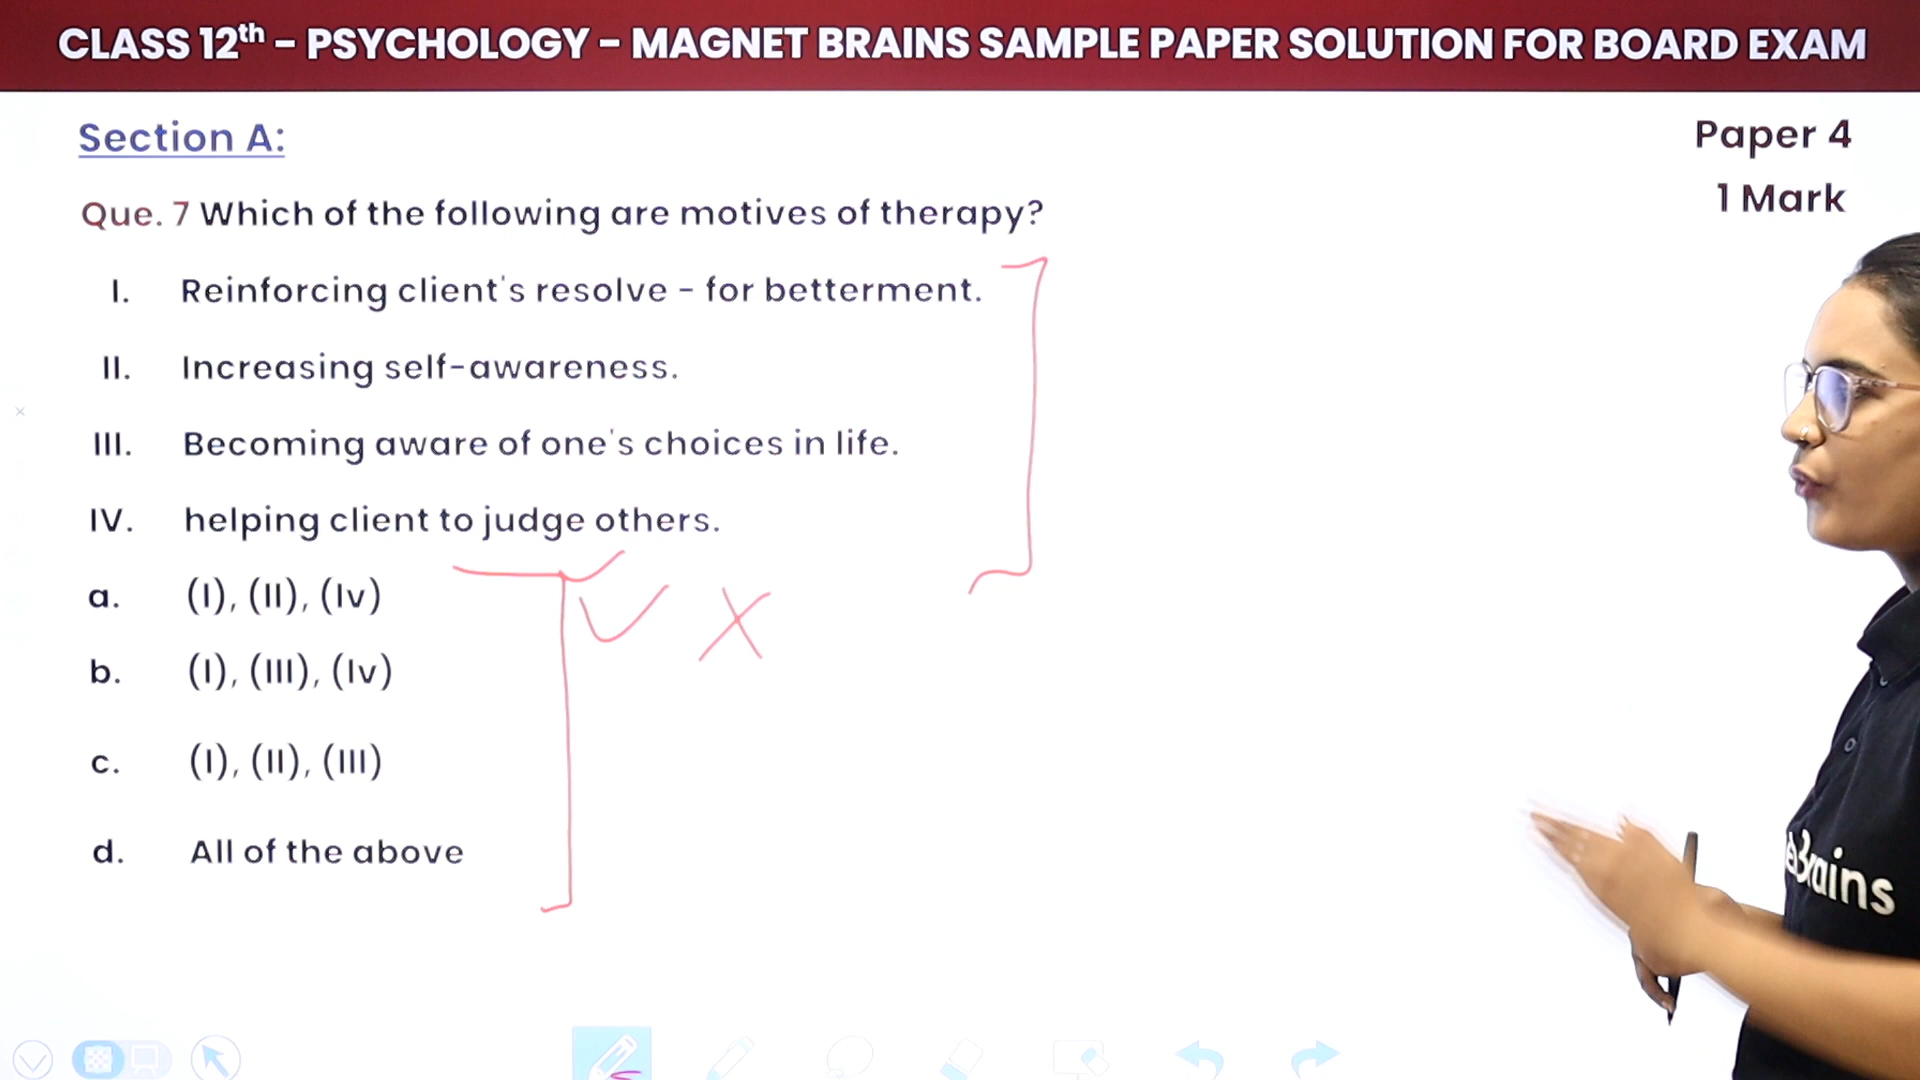 CLASS 12th - PSYCHOLOGY - MAGNET BRAINS SAMPLE PAPER SOLUTION FOR BOARD EXAM
Section A:
Paper 4
1 Mark
Que. 7 Which of the following are motives of therapy?
I. Reinforcing client's resolve - for betterment.
II. Increasing self-awareness.
III. Becoming aware of one's choices in life.
IV. helping client to judge others.
a. (I), (II), (Iv)
b. (I), (III), (Iv)
c. (I), (II), (III)
d. All of the above
Brains